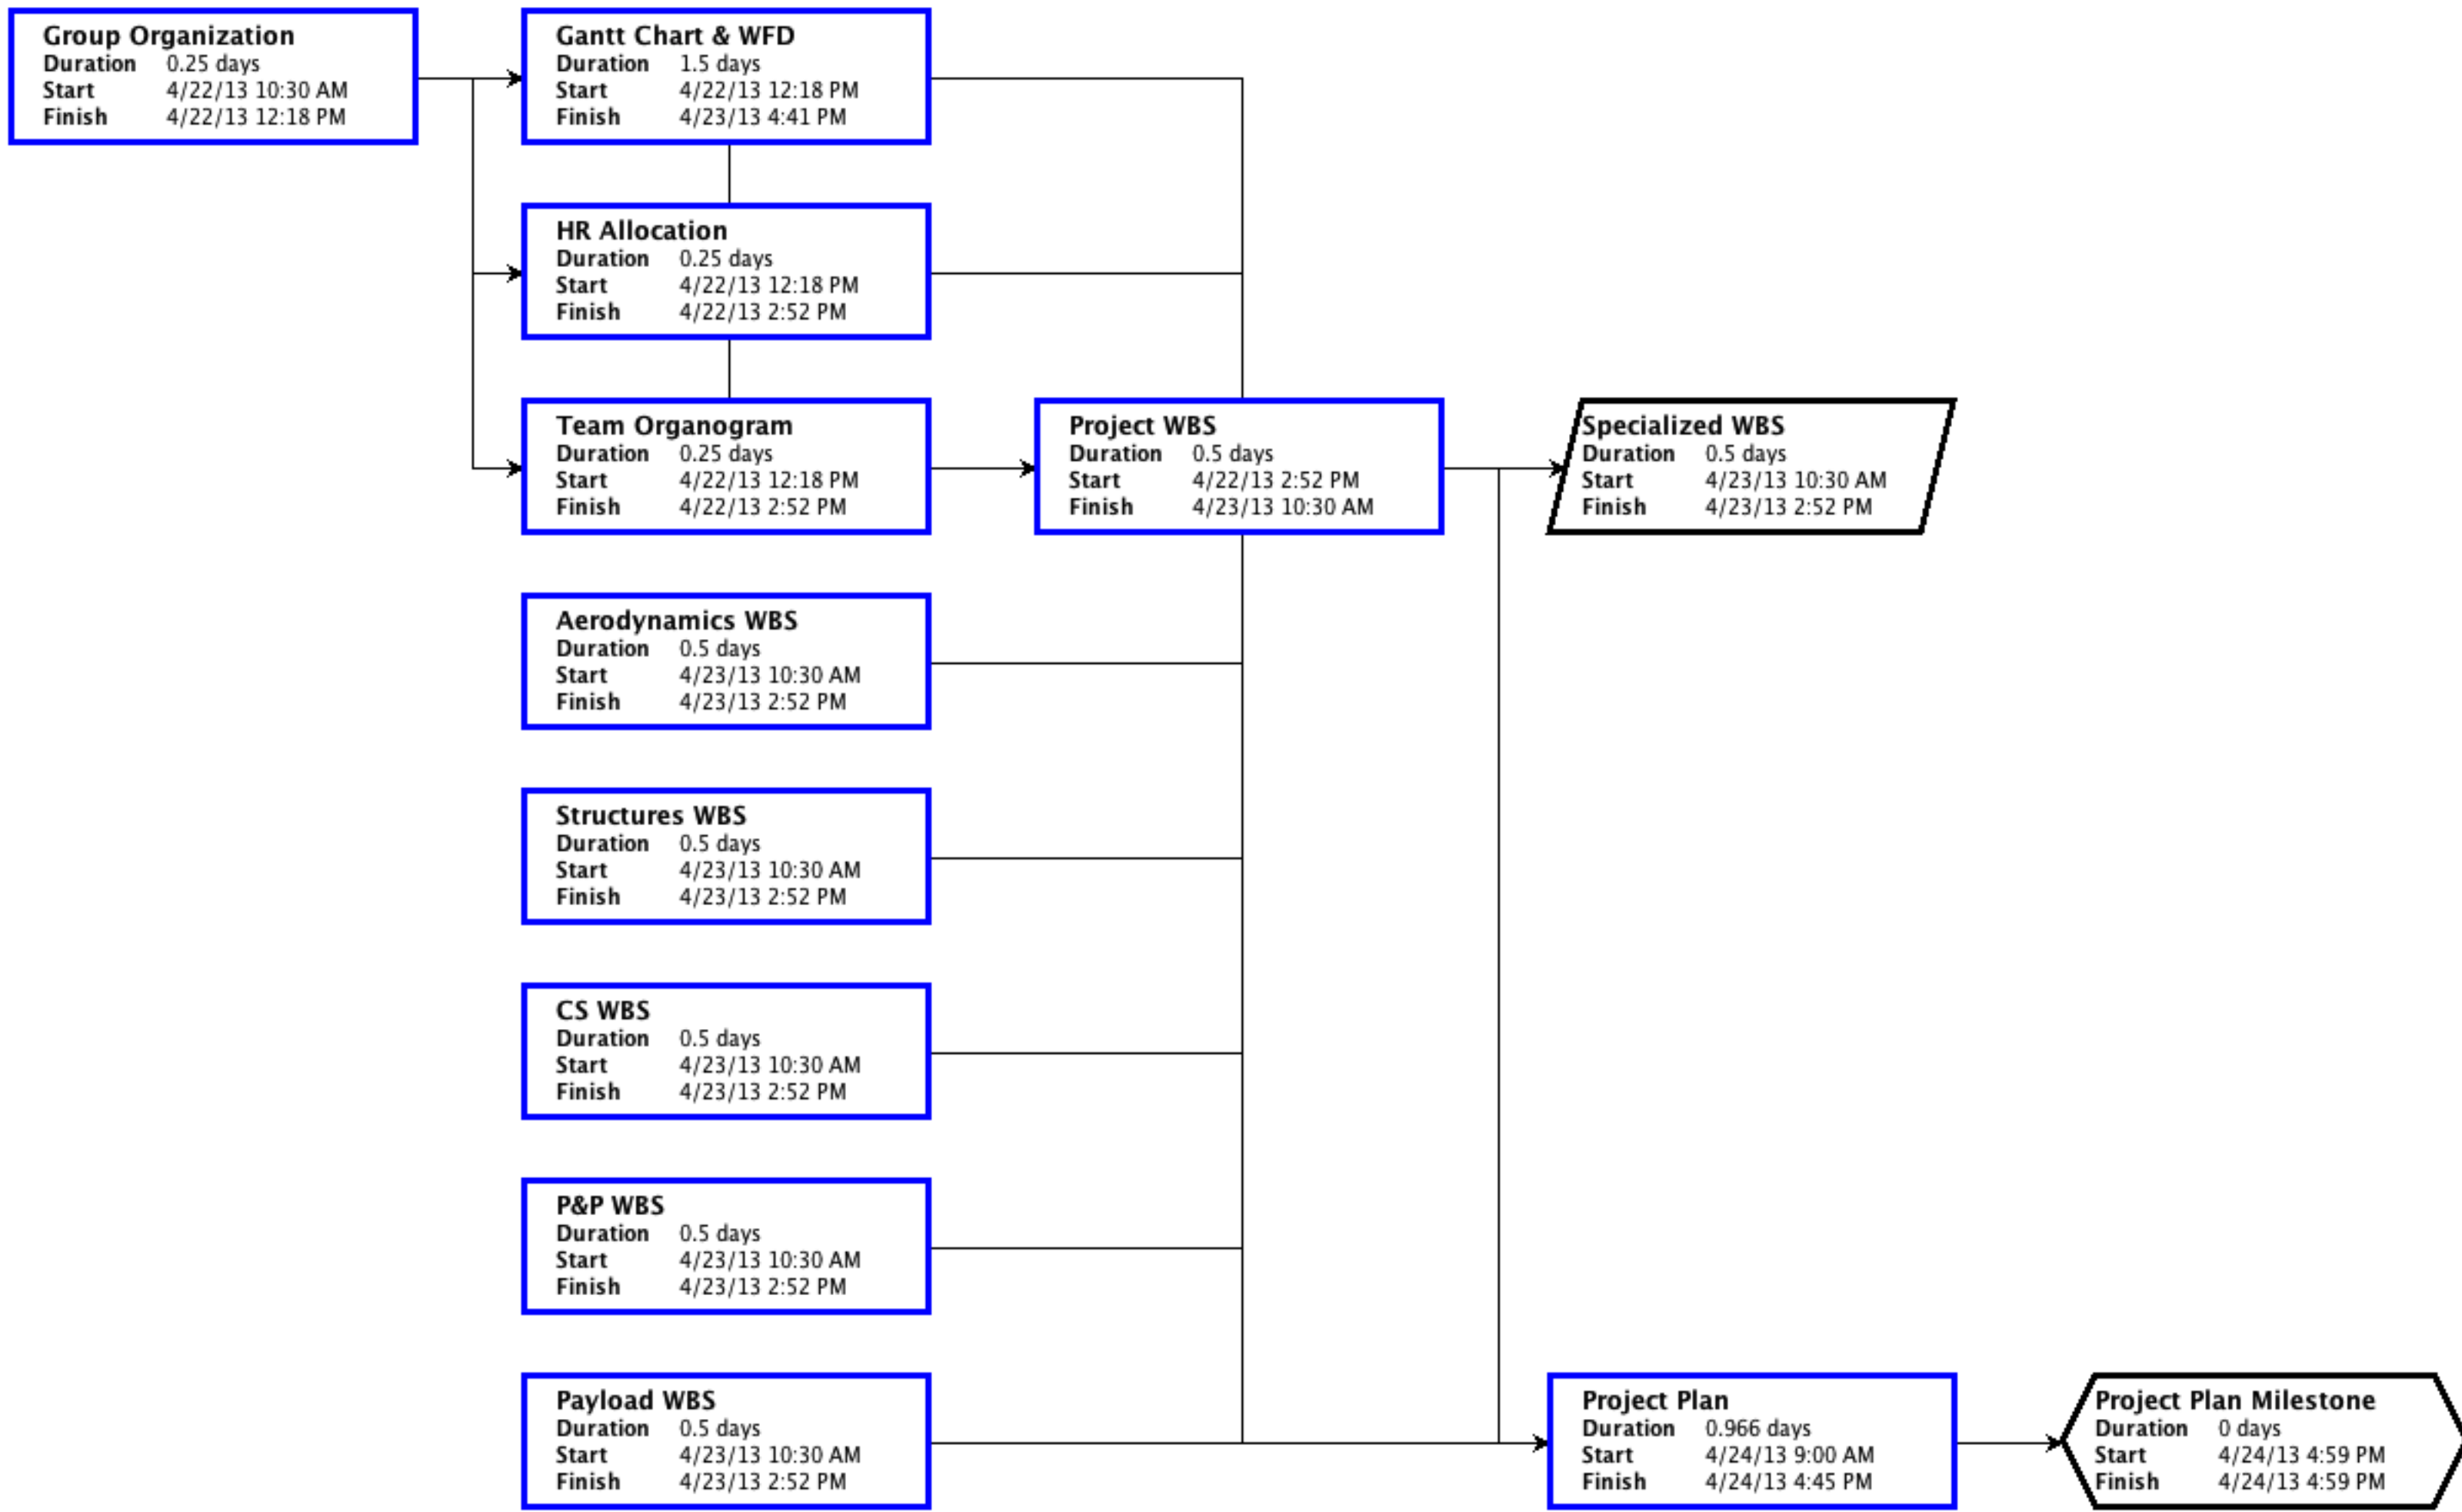 Group Organization
Duration 0.25 days
Start 4/22/13 10:30 AM
Finish 4/22/13 12:18 PM
Gantt Chart & WFD
Duration 1.5 days
Start 4/22/13 12:18 PM
Finish 4/23/13 4:41 PM
HR Allocation
Duration 0.25 days
Start 4/22/13 12:18 PM
Finish 4/22/13 2:52 PM
Team Organogram
Duration 0.25 days
Start 4/22/13 12:18 PM
Finish 4/22/13 2:52 PM
Project WBS
Duration 0.5 days
Start 4/22/13 2:52 PM
Finish 4/23/13 10:30 AM
Specialized WBS
Duration 0.5 days
Start 4/23/13 10:30 AM
Finish 4/23/13 2:52 PM
Aerodynamics WBS
Duration 0.5 days
Start 4/23/13 10:30 AM
Finish 4/23/13 2:52 PM
Structures WBS
Duration 0.5 days
Start 4/23/13 10:30 AM
Finish 4/23/13 2:52 PM
CS WBS
Duration 0.5 days
Start 4/23/13 10:30 AM
Finish 4/23/13 2:52 PM
P&P WBS
Duration 0.5 days
Start 4/23/13 10:30 AM
Finish 4/23/13 2:52 PM
Payload WBS
Duration 0.5 days
Start 4/23/13 10:30 AM
Finish 4/23/13 2:52 PM
Project Plan
Duration 0.966 days
Start 4/24/13 9:00 AM
Finish 4/24/13 4:45 PM
Project Plan Milestone
Duration 0 days
Start 4/24/13 4:59 PM
Finish 4/24/13 4:59 PM